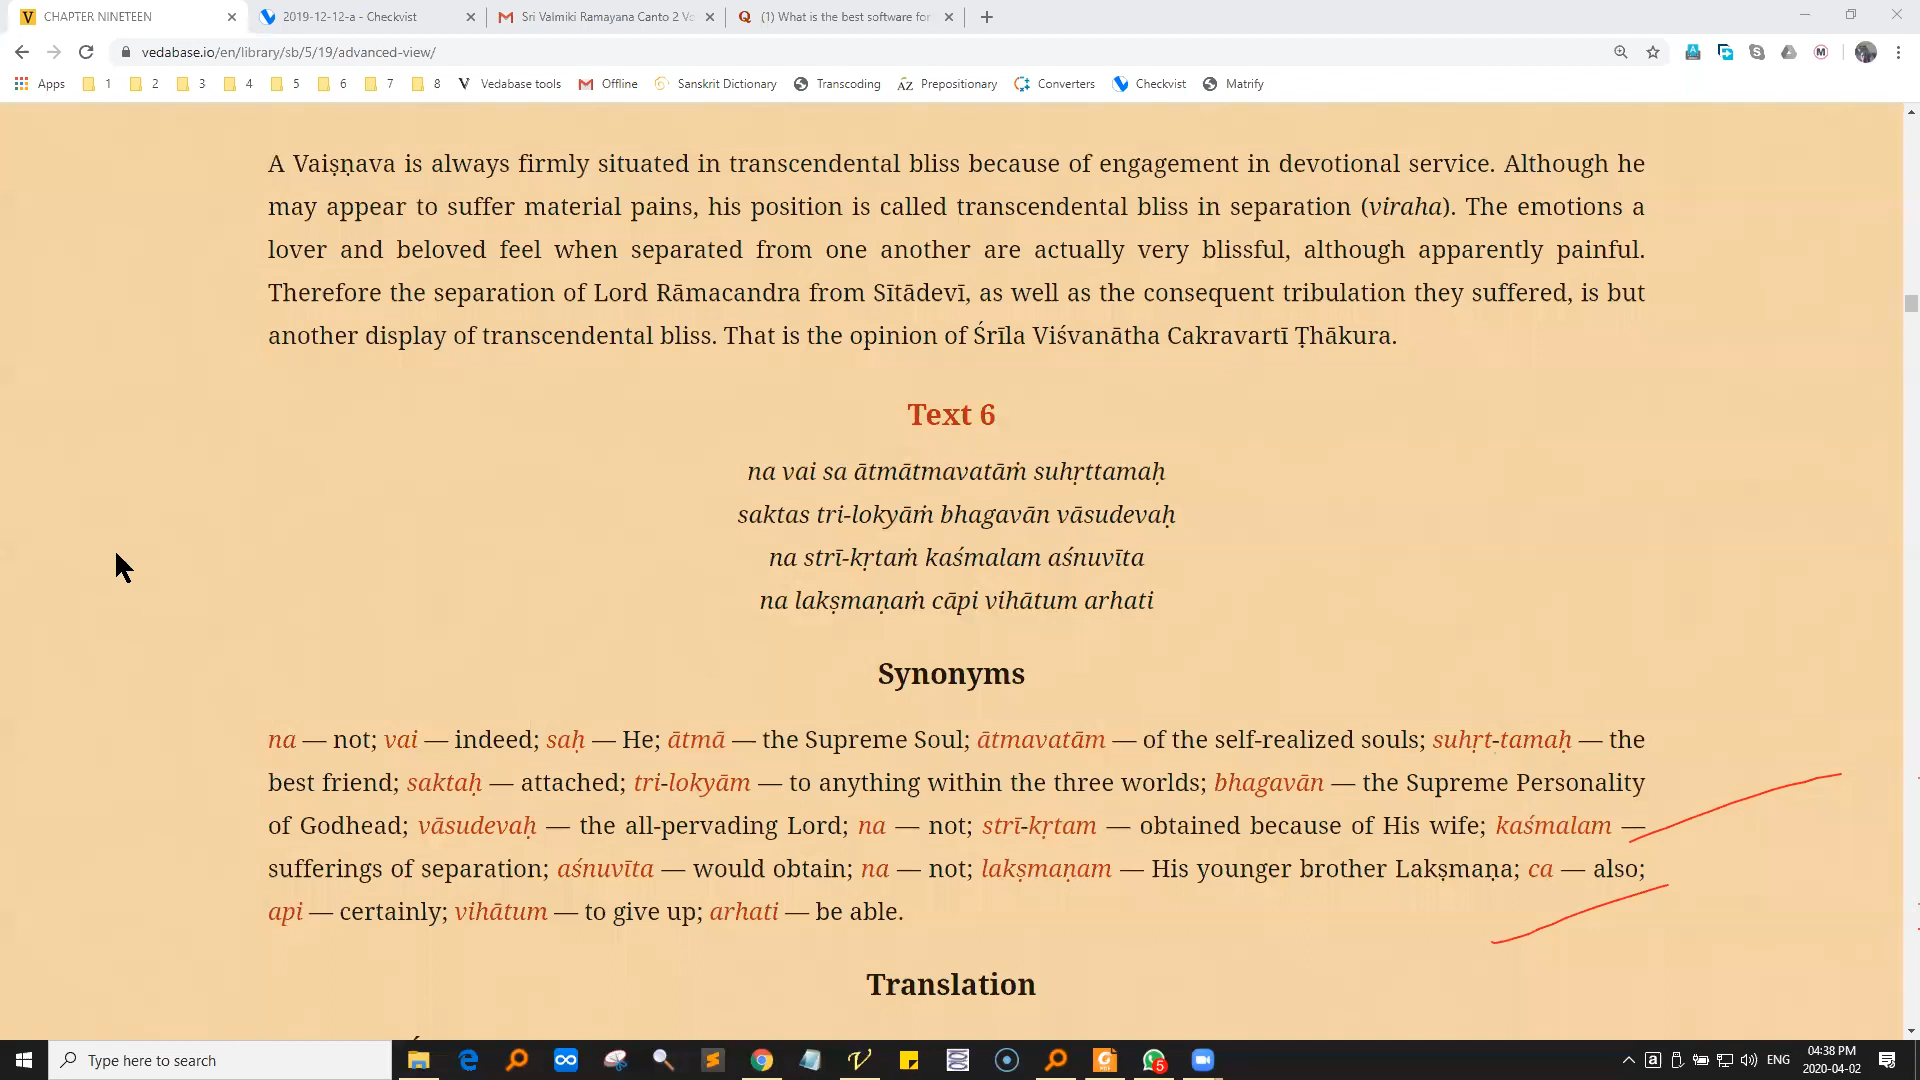 CHAPTER NINETEEN
2019-12-12-a - Checkvist
Sri Valmiki Ramayana Canto 2 Vo
(1) What is the best software for
vedabase.io/en/library/sb/5/19/advanced-view/
Apps 1 2 3 4 5 6 7 8 Vedabase tools Offline Sanskrit Dictionary Transcoding Prepositionary Converters Checkvist Matrify
A Vaiṣṇava is always firmly situated in transcendental bliss because of engagement in devotional service. Although he
may appear to suffer material pains, his position is called transcendental bliss in separation (viraha). The emotions a
lover and beloved feel when separated from one another are actually very blissful, although apparently painful.
Therefore the separation of Lord Rāmacandra from Sītādevī, as well as the consequent tribulation they suffered, is but
another display of transcendental bliss. That is the opinion of Śrīla Viśvanātha Cakravartī Ṭhākura.
Text 6
na vai sa ātmātmavatāṁ suhṛttamaḥ
saktas tri-lokyāṁ bhagavān vāsudevaḥ
na strī-kṛtaṁ kaśmalam aśnuvīta
na lakṣmaṇaṁ cāpi vihātum arhati
Synonyms
na — not; vai — indeed; saḥ — He; ātmā — the Supreme Soul; ātmavatām — of the self-realized souls; suhṛt-tamaḥ — the
best friend; saktaḥ — attached; tri-lokyām — to anything within the three worlds; bhagavān — the Supreme Personality
of Godhead; vāsudevaḥ — the all-pervading Lord; na — not; strī-kṛtam — obtained because of His wife; kaśmalam —
sufferings of separation; aśnuvīta — would obtain; na — not; lakṣmaṇam — His younger brother Lakṣmaṇa; ca — also;
api — certainly; vihātum — to give up; arhati — be able.
Translation
Type here to search
5
ENG
04:38 PM
2020-04-02